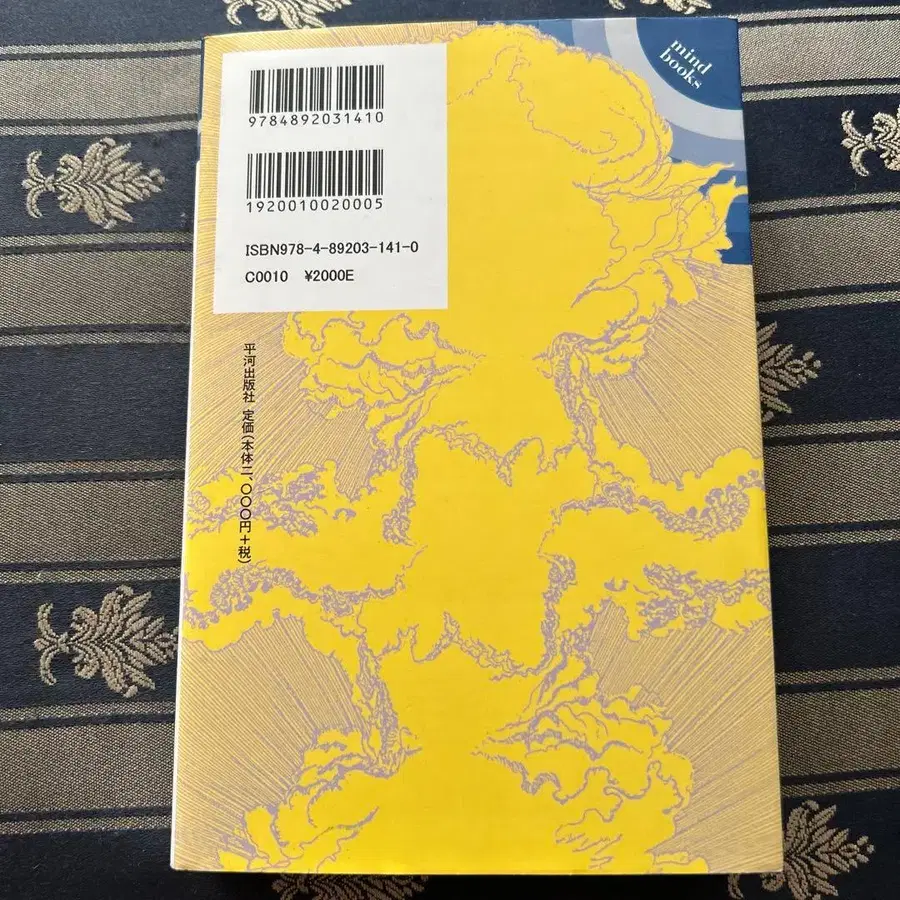 9784892031410
1920010020005
ISBN978-4-89203-141-0
C0010 ¥2000E
平河出版社 定価(本体二,〇〇〇円+税)
mind
books